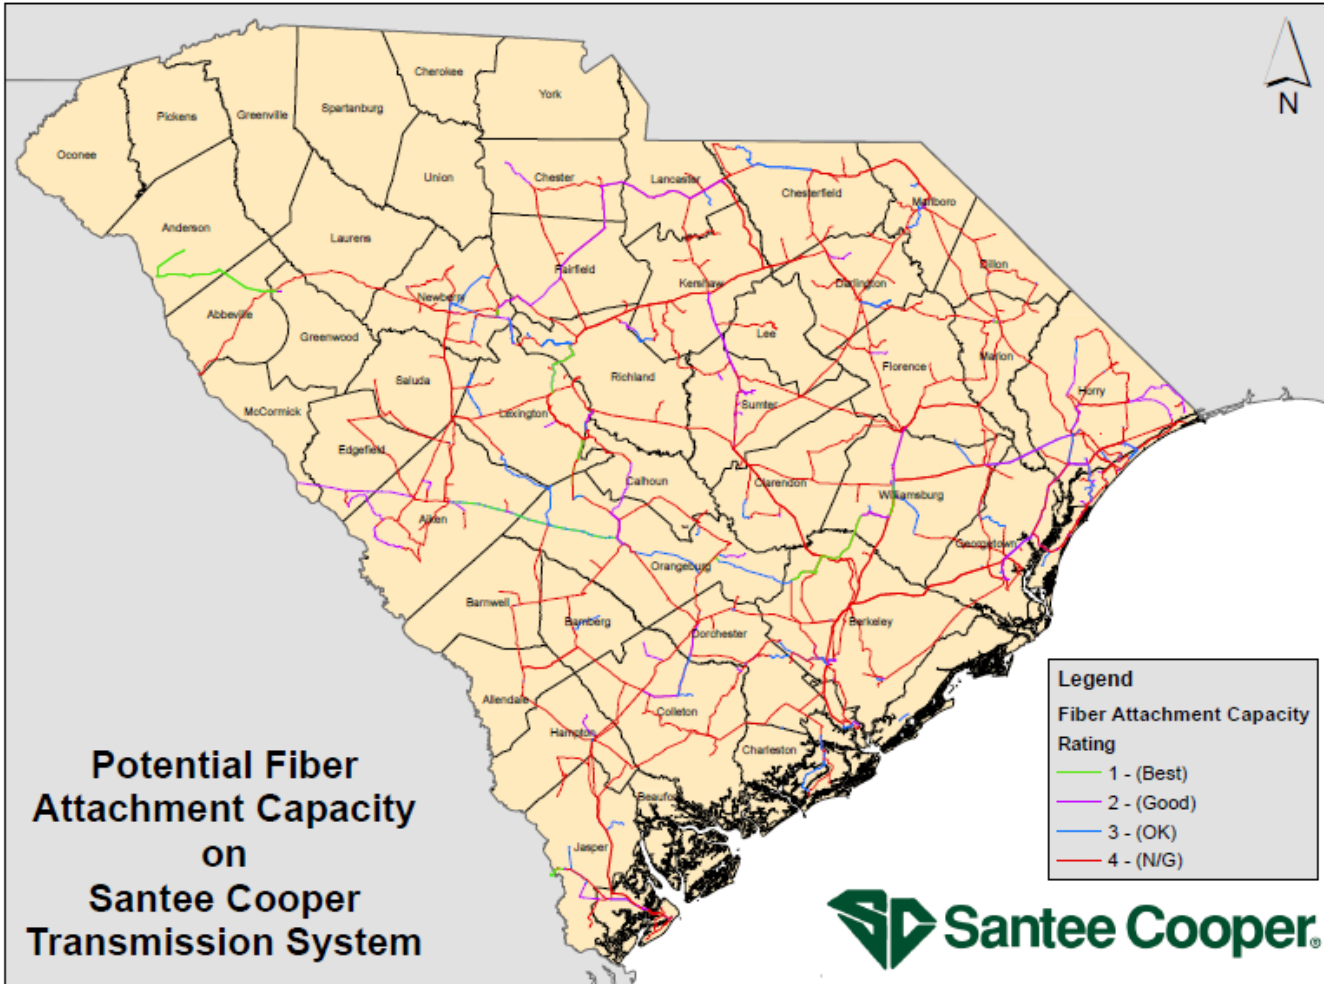 N
Cherokee
York
Spartanburg
Greenville
Pickens
Oconee
Union
Chester
Lancaster
Chesterfield
Marlboro
Anderson
Laurens
Fairfield
Kershaw
Darlington
Dillon
Newberry
Abbeville
Greenwood
Lee
Marion
Florence
Saluda
Richland
Horry
McCormick
Lexington
Sumter
Edgefield
Calhoun
Clarendon
Williamsburg
Aiken
Georgetown
Orangeburg
Barnwell
Bamberg
Dorchester
Berkeley
Allendale
Colleton
Hampton
Charleston
Beaufort
Jasper
Potential Fiber
Attachment Capacity
on
Santee Cooper
Transmission System
Legend
Fiber Attachment Capacity
Rating
1 - (Best)
2 - (Good)
3 - (OK)
4 - (N/G)
Santee Cooper®